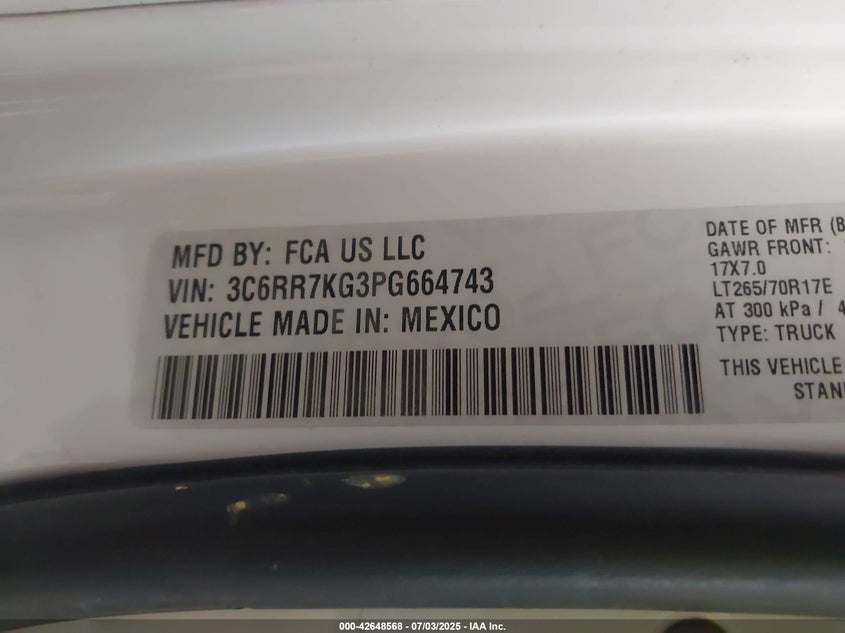 MFD BY: FCA US LLC
VIN: 3C6RR7KG3PG664743
VEHICLE MADE IN: MEXICO
DATE OF MFR (B
GAWR FRONT:
17X7.0
LT265/70R17E
AT 300 kPa / 4
TYPE: TRUCK
THIS VEHICLE
STAN
000-42648568 - 07/03/2025 - IAA Inc.